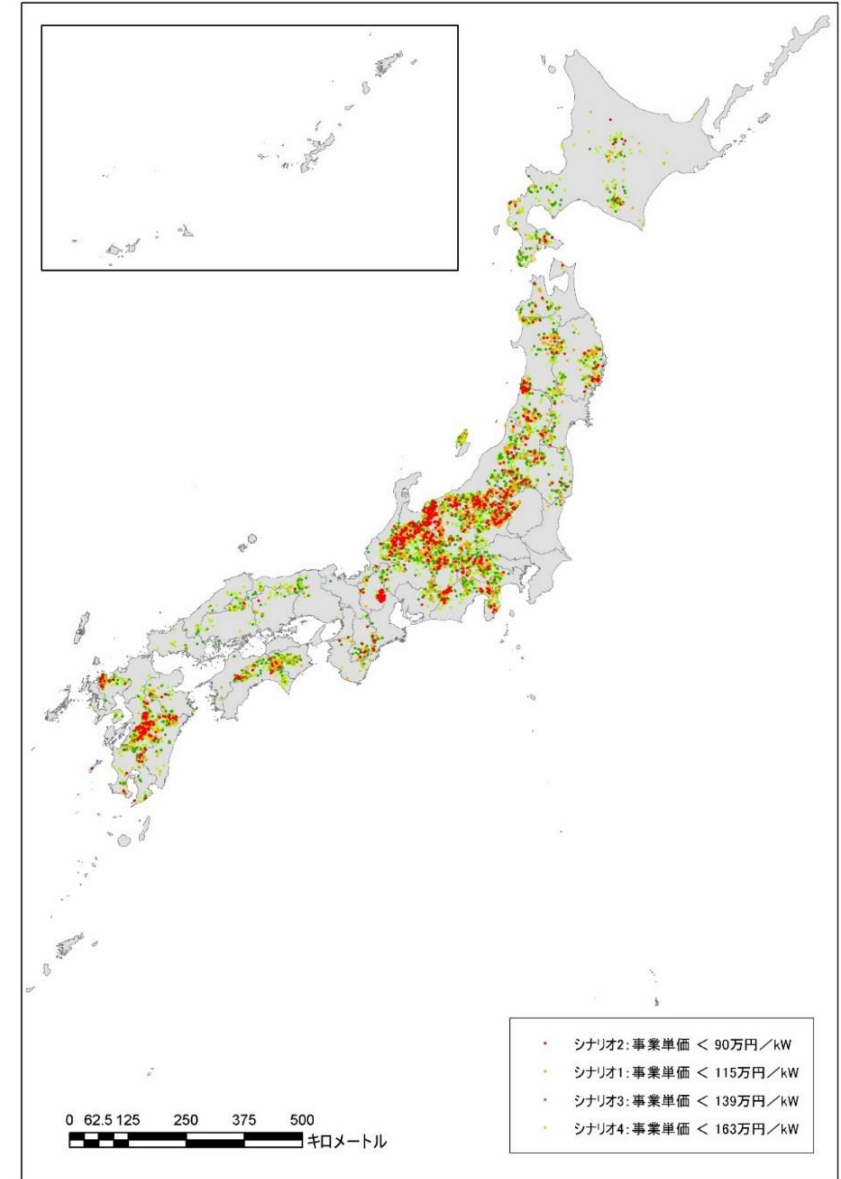 シナリオ2:事業単価 < 90万円/kW
シナリオ1:事業単価 < 115万円/kW
シナリオ3:事業単価 < 139万円/kW
シナリオ4:事業単価 < 163万円/kW
0 62.5 125 250 375 500
キロメートル